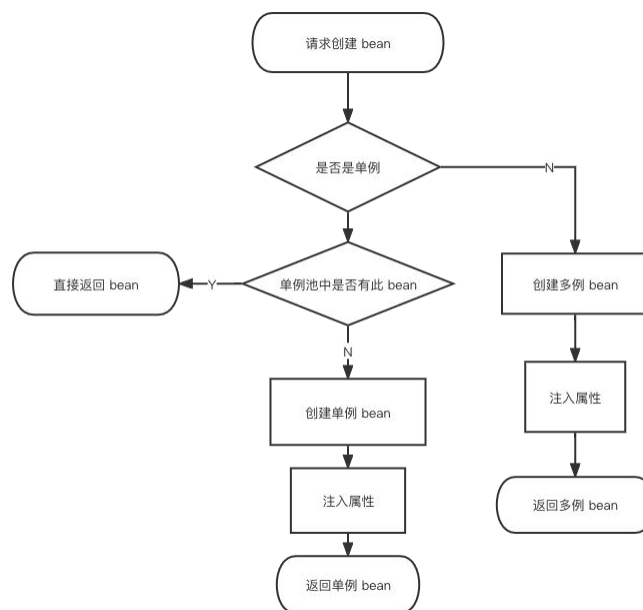 请求创建 bean
是否是单例
N
直接返回 bean
Y
单例池中是否有此 bean
创建多例 bean
N
创建单例 bean
注入属性
注入属性
返回多例 bean
返回单例 bean